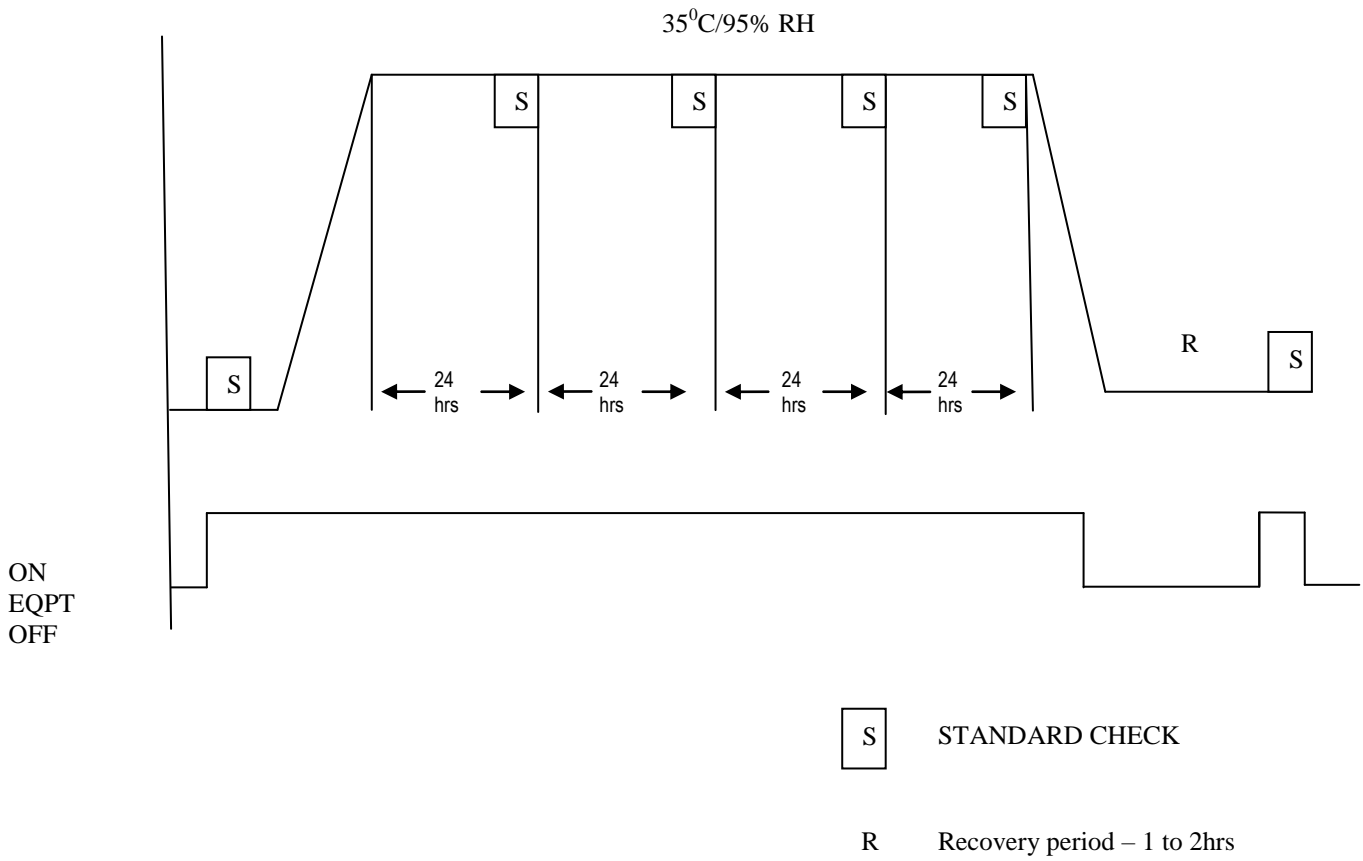 35⁰C/95% RH
S
S
S
S
S
R
S
24
hrs
24
hrs
24
hrs
24
hrs
ON
EQPT
OFF
S STANDARD CHECK
R Recovery period – 1 to 2hrs